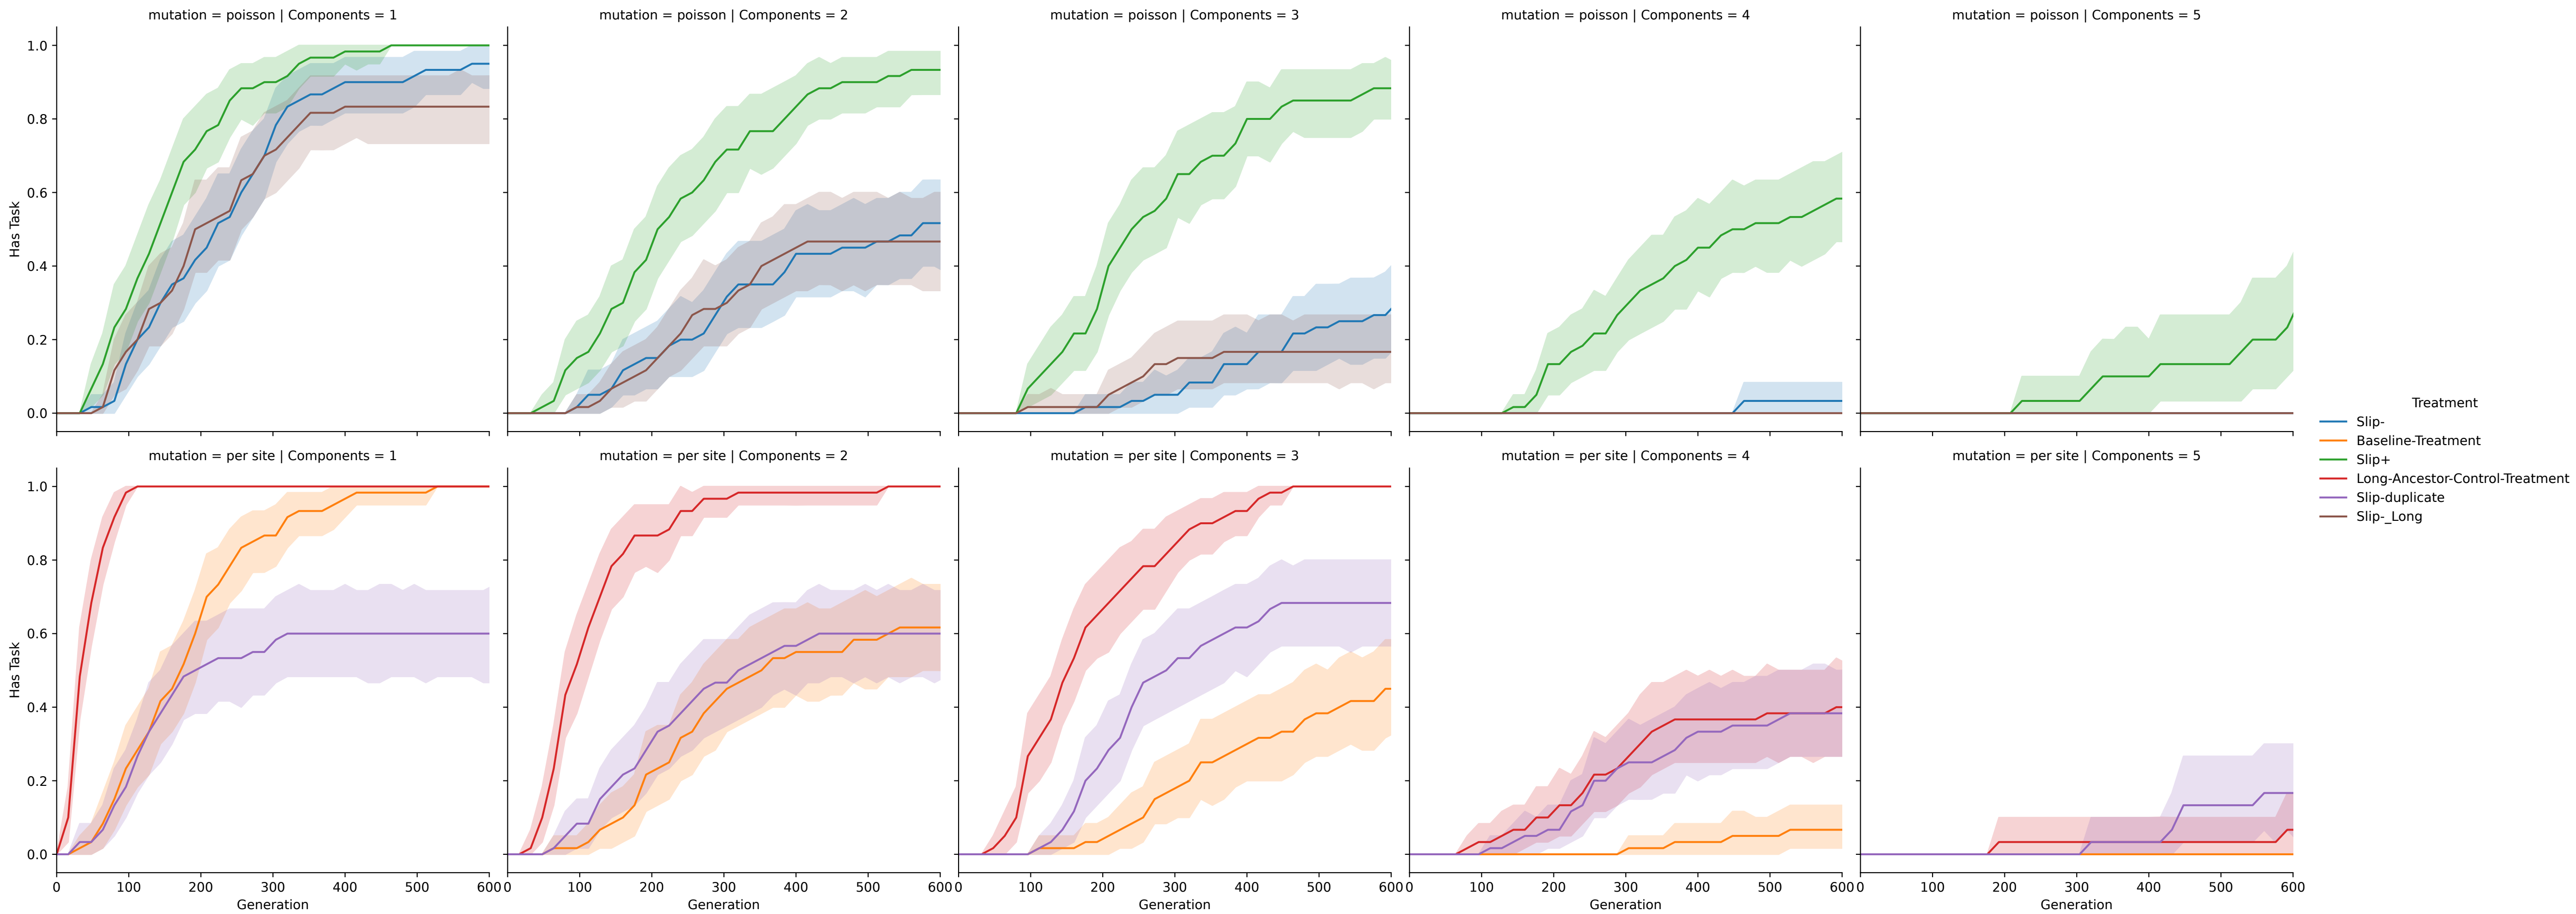 mutation = poisson | Components = 1
mutation = poisson | Components = 2
mutation = poisson | Components = 3
mutation = poisson | Components = 4
mutation = poisson | Components = 5
1.0
0.8
0.6
0.4
0.2
0.0
Has Task
mutation = per site | Components = 1
mutation = per site | Components = 2
mutation = per site | Components = 3
mutation = per site | Components = 4
mutation = per site | Components = 5
1.0
0.8
0.6
0.4
0.2
0.0
Has Task
0 100 200 300 400 500 600
0 100 200 300 400 500 600
0 100 200 300 400 500 600
0 100 200 300 400 500 600
0 100 200 300 400 500 600
Generation
Generation
Generation
Generation
Generation
Treatment
Slip-
Baseline-Treatment
Slip+
Long-Ancestor-Control-Treatment
Slip-duplicate
Slip-_Long